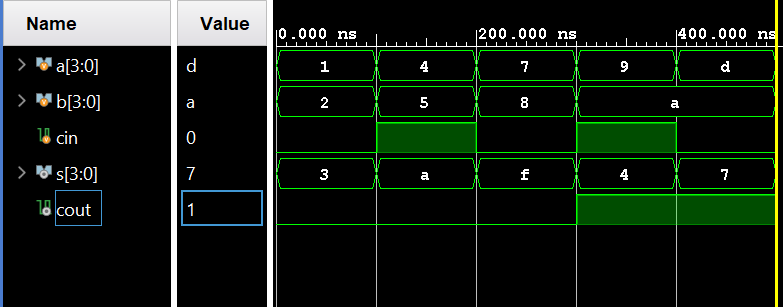 Name Value
0.000 ns 200.000 ns 400.000 ns
a[3:0] d 1 4 7 9 d
b[3:0] a 2 5 8 a
cin 0
s[3:0] 7 3 a f 4 7
cout 1